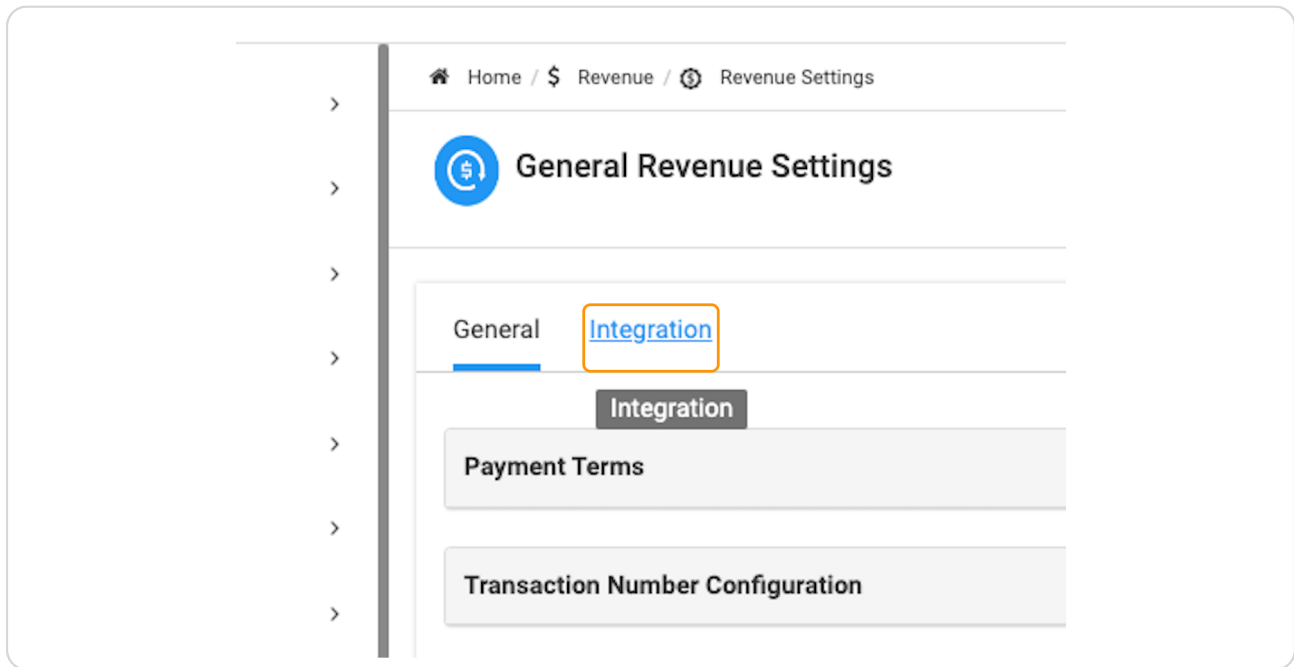 Home / $ Revenue / Revenue Settings
General Revenue Settings
General Integration
Integration
Payment Terms
Transaction Number Configuration